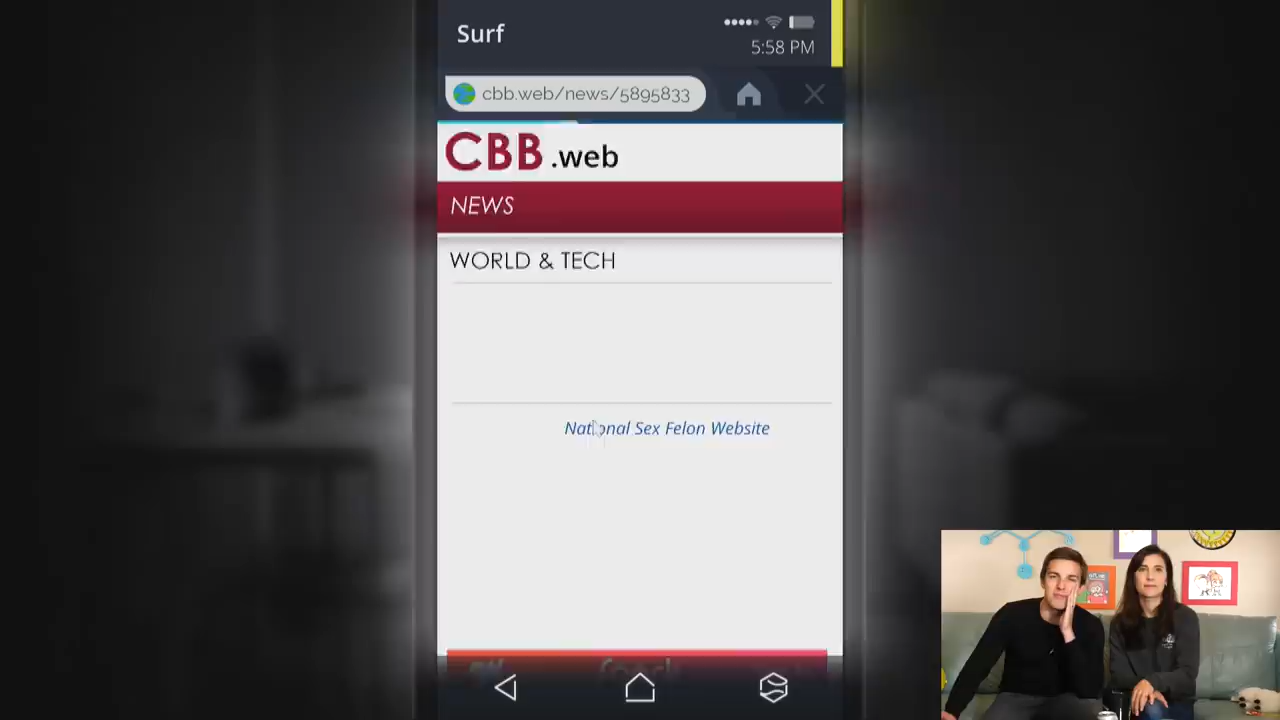 Surf
5:58 PM
cbb.web/news/5895833
CBB .web
NEWS
WORLD & TECH
National Sex Felon Website